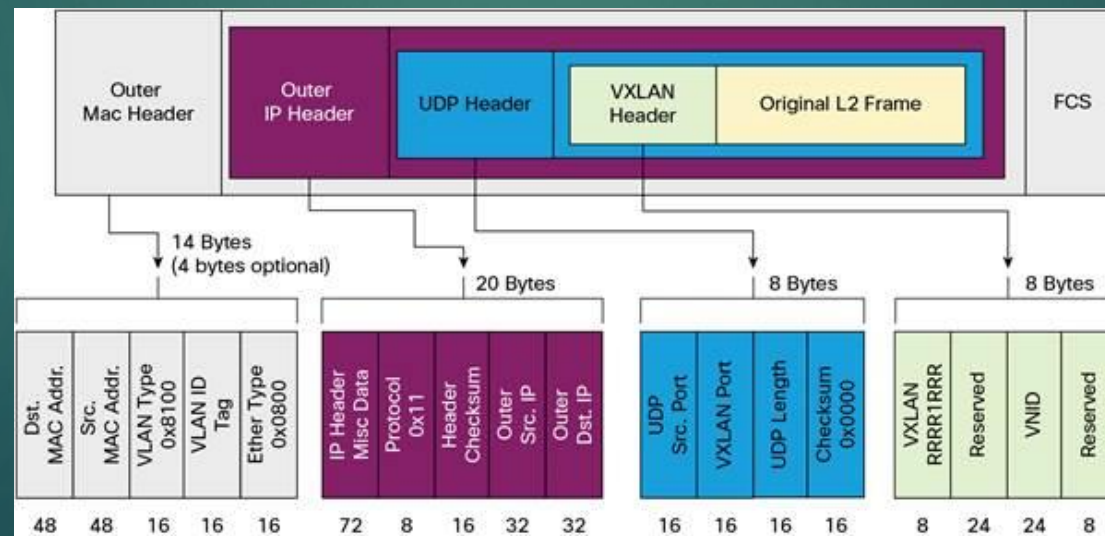 Outer
Mac Header
Outer
IP Header
UDP Header
VXLAN
Header
Original L2 Frame
FCS
14 Bytes
(4 bytes optional)
20 Bytes
8 Bytes
8 Bytes
Dst.
MAC Addr.
Src.
MAC Addr.
VLAN Type
0x8100
VLAN ID
Tag
Ether Type
0x0800
IP Header
Misc Data
Protocol
0x11
Header
Checksum
Outer
Src. IP
Outer
Dst. IP
UDP
Src. Port
VXLAN Port
UDP Length
Checksum
0x0000
VXLAN
RRRR1RRR
Reserved
VNID
Reserved
48 48 16 16 16 72 8 16 32 32 16 16 16 16 8 24 24 8